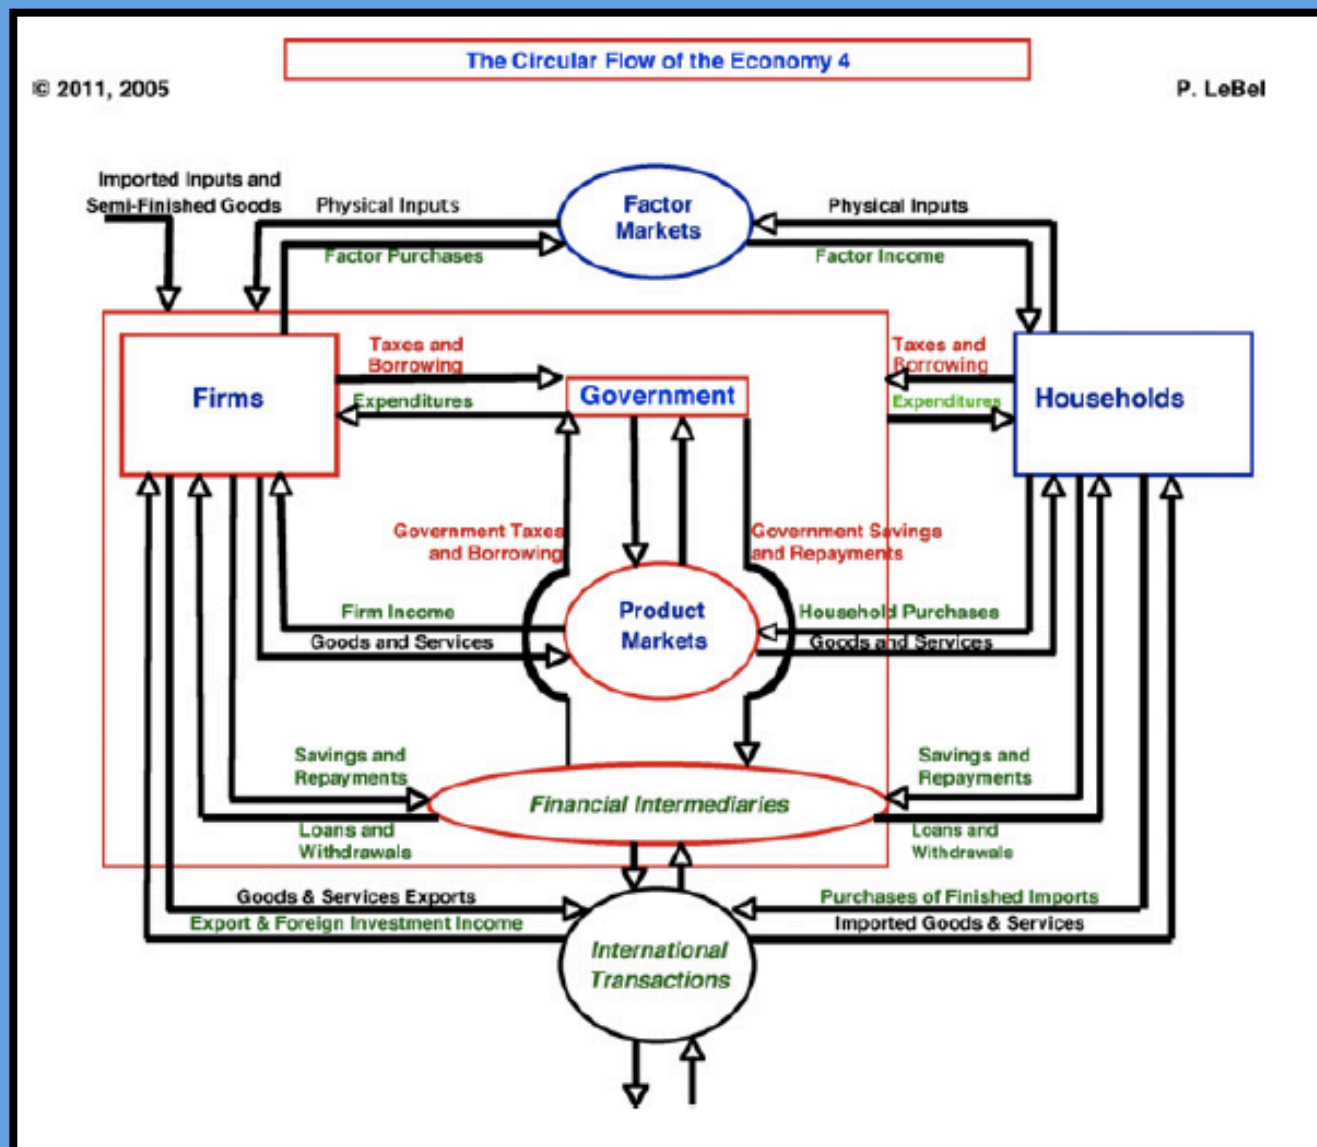 The Circular Flow of the Economy 4
© 2011, 2005
P. LeBel
Imported Inputs and
Semi-Finished Goods
Physical Inputs
Factor Purchases
Factor
Markets
Physical Inputs
Factor Income
Firms
Taxes and
Borrowing
Expenditures
Government
Taxes and
Borrowing
Expenditures
Households
Government Taxes
and Borrowing
Government Savings
and Repayments
Firm Income
Goods and Services
Product
Markets
Household Purchases
Goods and Services
Savings and
Repayments
Loans and
Withdrawals
Financial Intermediaries
Savings and
Repayments
Loans and
Withdrawals
Goods & Services Exports
Export & Foreign Investment Income
International
Transactions
Purchases of Finished Imports
Imported Goods & Services